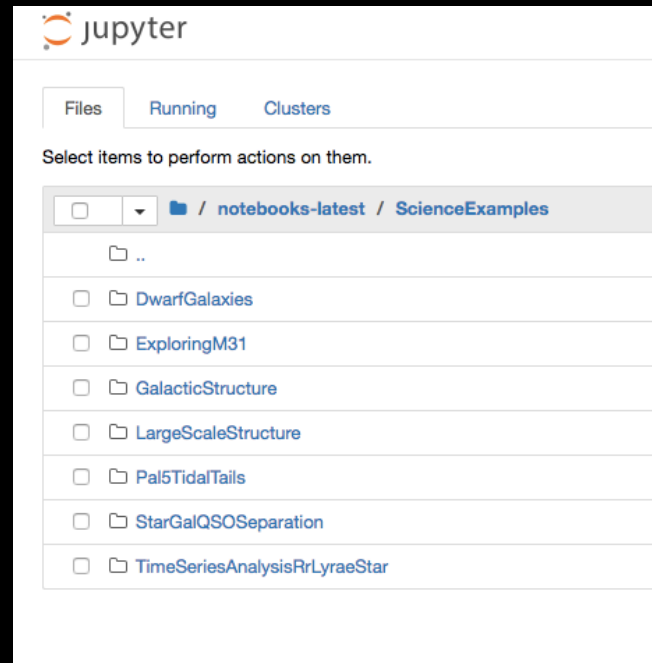 jupyter
Files Running Clusters
Select items to perform actions on them.
/ notebooks-latest / ScienceExamples
..
DwarfGalaxies
ExploringM31
GalacticStructure
LargeScaleStructure
Pal5TidalTails
StarGalQSOSeparation
TimeSeriesAnalysisRrLyraeStar